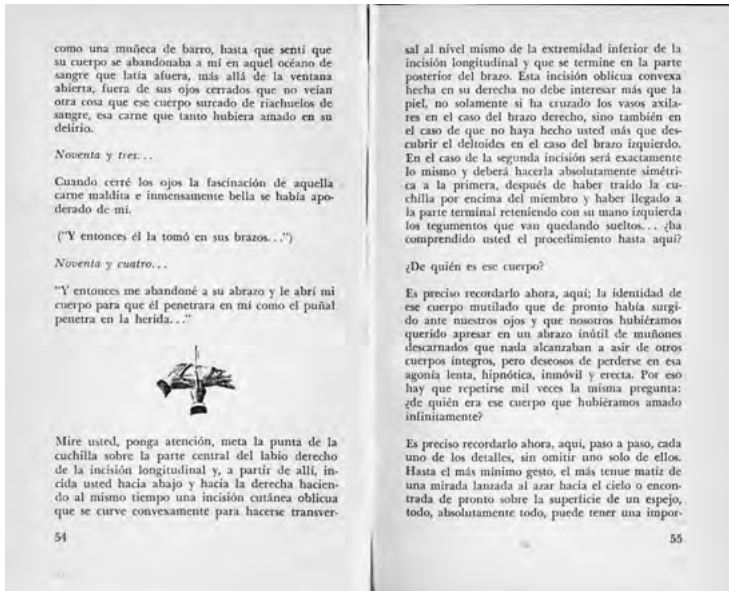 como una muñeca de barro, hasta que sentí que
su cuerpo se abandonaba a mí en aquel océano de
sangre que latía afuera, más allá de la ventana
abierta, fuera de sus ojos cerrados que no veían
otra cosa que ese cuerpo surcado de riachuelos de
sangre, esa carne que tanto hubiera amado en su
delirio.
Noventa y tres...
Cuando cerré los ojos la fascinación de aquella
carne maldita e inmensamente bella se había apo-
derado de mí.
("Y entonces él la tomó en sus brazos...")
Noventa y cuatro...
"Y entonces me abandoné a su abrazo y le abrí mi
cuerpo para que él penetrara en mí como el puñal
penetra en la herida..."
Mire usted, ponga atención, meta la punta de la
cuchilla sobre la parte central del labio derecho
de la incisión longitudinal y, a partir de allí, in-
cida usted hacia abajo y hacia la derecha hacien-
do al mismo tiempo una incisión cutánea oblicua
que se curve convexamente para hacerse transver-
54
sal al nivel mismo de la extremidad inferior de la
incisión longitudinal y que se termine en la parte
posterior del brazo. Esta incisión oblicua convexa
hecha en su derecha no debe interesar más que la
piel, no solamente si ha cruzado los vasos axila-
res en el caso del brazo derecho, sino también en
el caso de que no haya hecho usted más que des-
cubrir el deltoides en el caso del brazo izquierdo.
En el caso de la segunda incisión será exactamente
lo mismo y deberá hacerla absolutamente simétri-
ca a la primera, después de haber traído la cu-
chilla por encima del miembro y haber llegado a
la parte terminal reteniendo con su mano izquierda
los tegumentos que van quedando sueltos... ¿ha
comprendido usted el procedimiento hasta aquí?
¿De quién es ese cuerpo?
Es preciso recordarlo ahora, aquí; la identidad de
ese cuerpo mutilado que de pronto había surgi-
do ante nuestros ojos y que nosotros hubiéramos
querido apresar en un abrazo inútil de muñones
descarnados que nada alcanzaban a asir de otros
cuerpos íntegros, pero deseosos de perderse en esa
agonía lenta, hipnótica, inmóvil y erecta. Por eso
hay que repetirse mil veces la misma pregunta:
¿de quién era ese cuerpo que hubiéramos amado
infinitamente?
Es preciso recordarlo ahora, aquí, paso a paso, cada
uno de los detalles, sin omitir uno solo de ellos.
Hasta el más mínimo gesto, el más tenue matiz de
una mirada lanzada al azar hacia el cielo o encon-
trada de pronto sobre la superficie de un espejo,
todo, absolutamente todo, puede tener una impor-
55